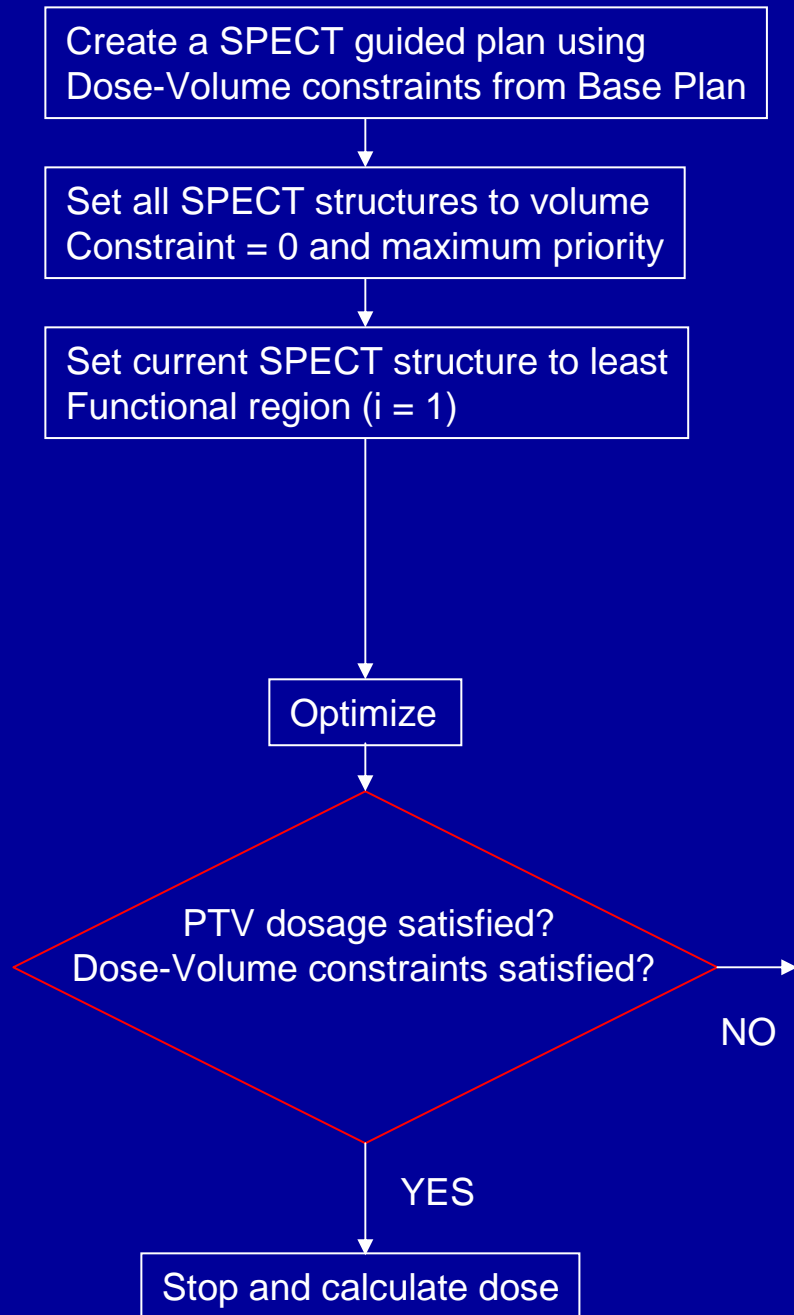 Create a SPECT guided plan using
Dose-Volume constraints from Base Plan
Set all SPECT structures to volume
Constraint = 0 and maximum priority
Set current SPECT structure to least
Functional region (i = 1)
Optimize
PTV dosage satisfied?
Dose-Volume constraints satisfied?
NO
YES
Stop and calculate dose